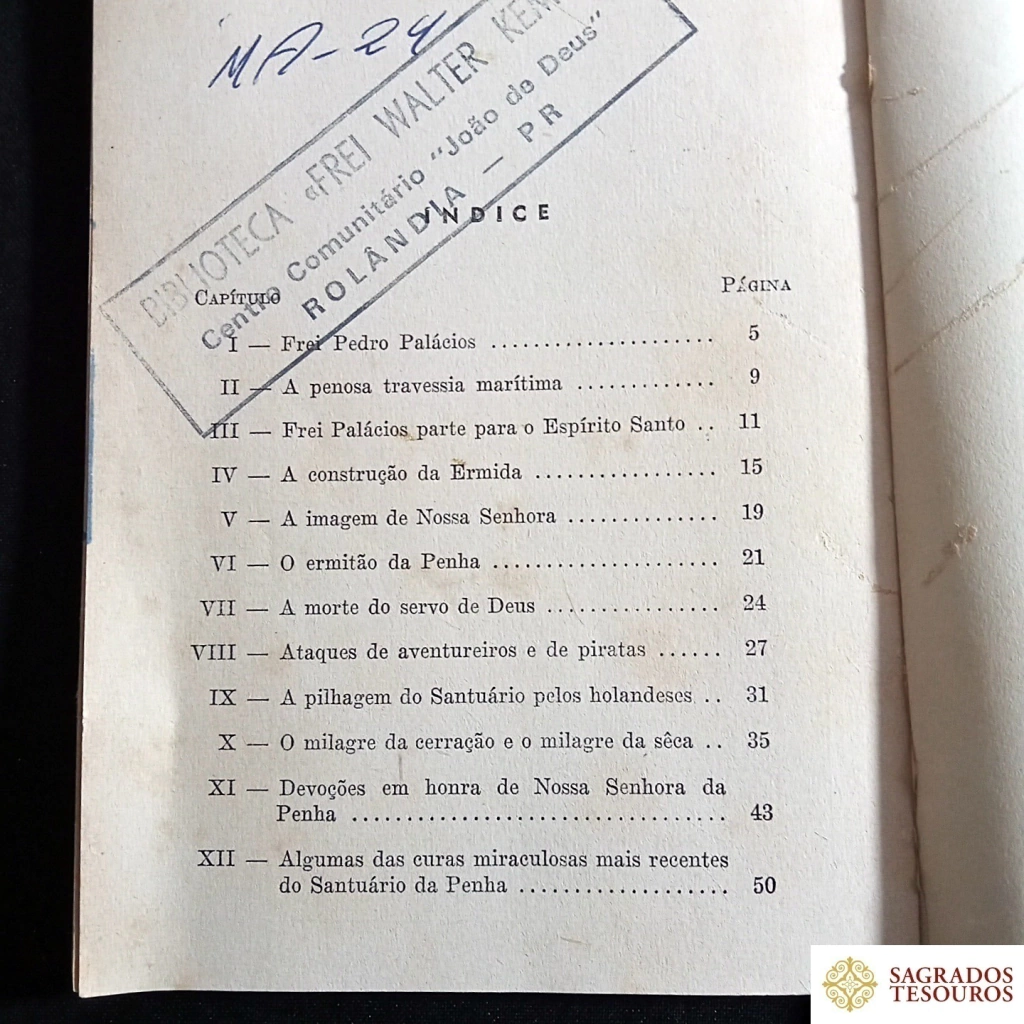 MA-24
BIBLIOTECA «FREI WALTER
Centro Comunitário "João de Deus"
ROLÂNDIA — PR
ÍNDICE
CAPÍTULO PÁGINA
I — Frei Pedro Palácios ..................... 5
II — A penosa travessia marítima ............. 9
III — Frei Palácios parte para o Espírito Santo .. 11
IV — A construção da Ermida ................. 15
V — A imagem de Nossa Senhora .............. 19
VI — O ermitão da Penha ..................... 21
VII — A morte do servo de Deus ................ 24
VIII — Ataques de aventureiros e de piratas ...... 27
IX — A pilhagem do Santuário pelos holandeses .. 31
X — O milagre da cerração e o milagre da sêca .. 35
XI — Devoções em honra de Nossa Senhora da
Penha .................................. 43
XII — Algumas das curas miraculosas mais recentes
do Santuário da Penha ................... 50
SAGRADOS
TESOUROS